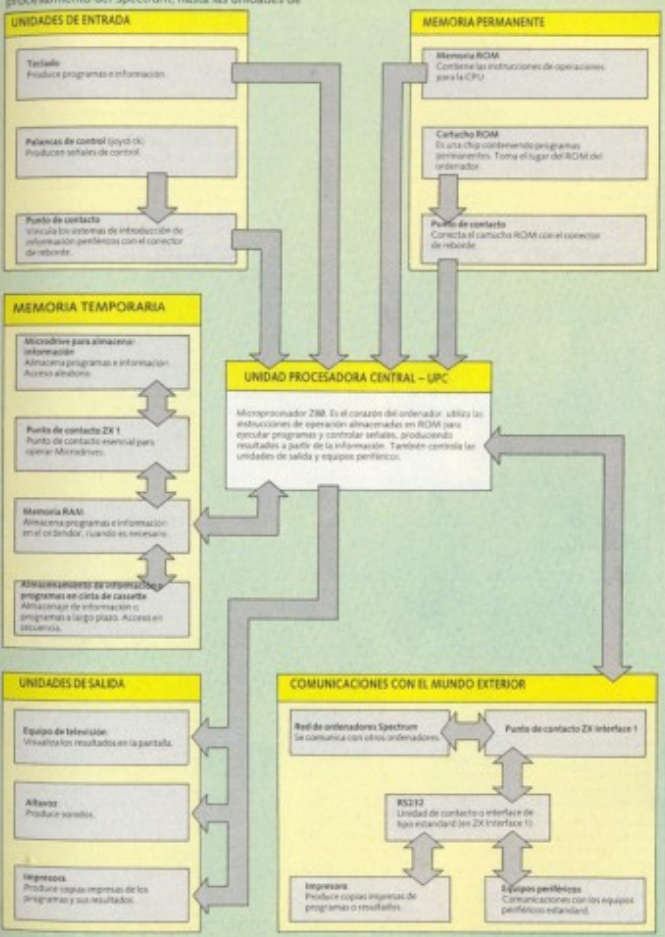 procesamiento del Spectrum, hasta las unidades de
UNIDADES DE ENTRADA
Teclado
Produce programas e información.
Palancas de control (joystick)
Producen señales de control.
Punto de contacto
Vincula los sistemas de introducción de
información periféricos con el conector
de reborde.
MEMORIA PERMANENTE
Memoria ROM
Contiene las instrucciones de operaciones
para la CPU.
Cartucho ROM
Es una chip conteniendo programas
permanentes. Toma el lugar del ROM del
ordenador.
Punto de contacto
Conecta el cartucho ROM con el conector
de reborde.
MEMORIA TEMPORARIA
Microdrive para almacenar
información
Almacena programas e información.
Acceso aleatorio.
Punto de contacto ZX 1
Punto de contacto esencial para
operar Microdrives.
Memoria RAM
Almacena programas e información
en el ordendor, cuando es necesario.
Almacenamiento de información o
programas en cinta de cassette
Almacenaje de información o
programas a largo plazo. Acceso en
secuencia.
UNIDAD PROCESADORA CENTRAL – UPC
Microprocesador Z80. Es el corazón del ordenador: utiliza las
instrucciones de operación almacenadas en ROM para
ejecutar programas y controlar señales, produciendo
resultados a partir de la información. También controla las
unidades de salida y equipos periféricos.
UNIDADES DE SALIDA
Equipo de televisión
Visualiza los resultados en la pantalla.
Altavoz
Produce sonidos.
Impresora
Produce copias impresas de los
programas y sus resultados.
COMUNICACIONES CON EL MUNDO EXTERIOR
Red de ordenadores Spectrum
Se comunica con otros ordenadores.
Punto de contacto ZX Interface 1
RS232
Unidad de contacto o interface de
tipo estandard (en ZX Interface 1).
Impresora
Produce copias impresas de
programas o resultados.
Equipos periféricos
Comunicaciones con los equipos
periféricos estandard.